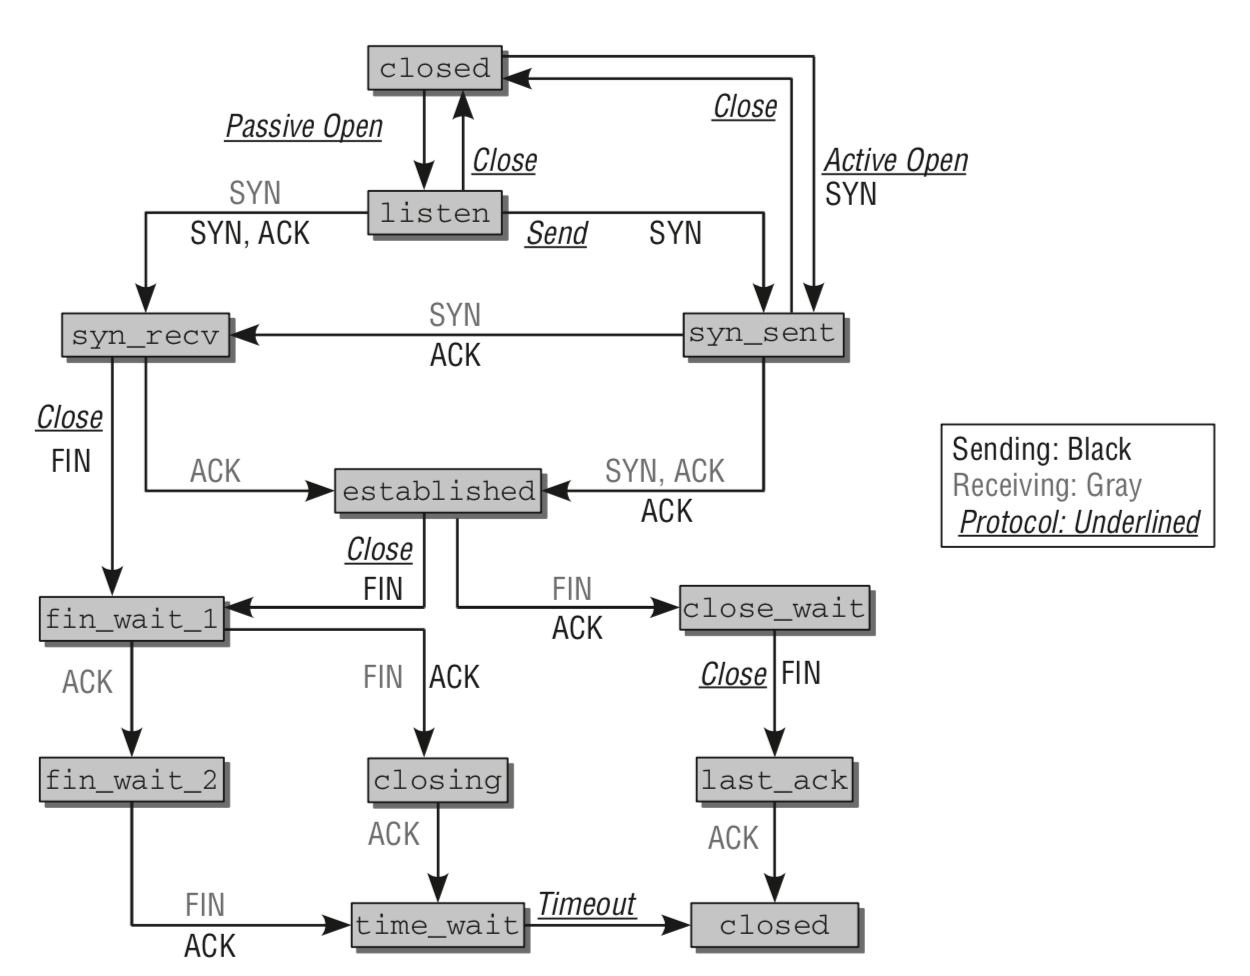 closed
Close
Passive Open
Close
Active Open
SYN
SYN
listen
SYN, ACK
Send
SYN
syn_recv
SYN
ACK
syn_sent
Close
FIN
ACK
established
SYN, ACK
ACK
Sending: Black
Receiving: Gray
Protocol: Underlined
Close
FIN
FIN
ACK
fin_wait_1
close_wait
ACK
FIN
ACK
Close
FIN
fin_wait_2
closing
last_ack
ACK
ACK
FIN
ACK
time_wait
Timeout
closed